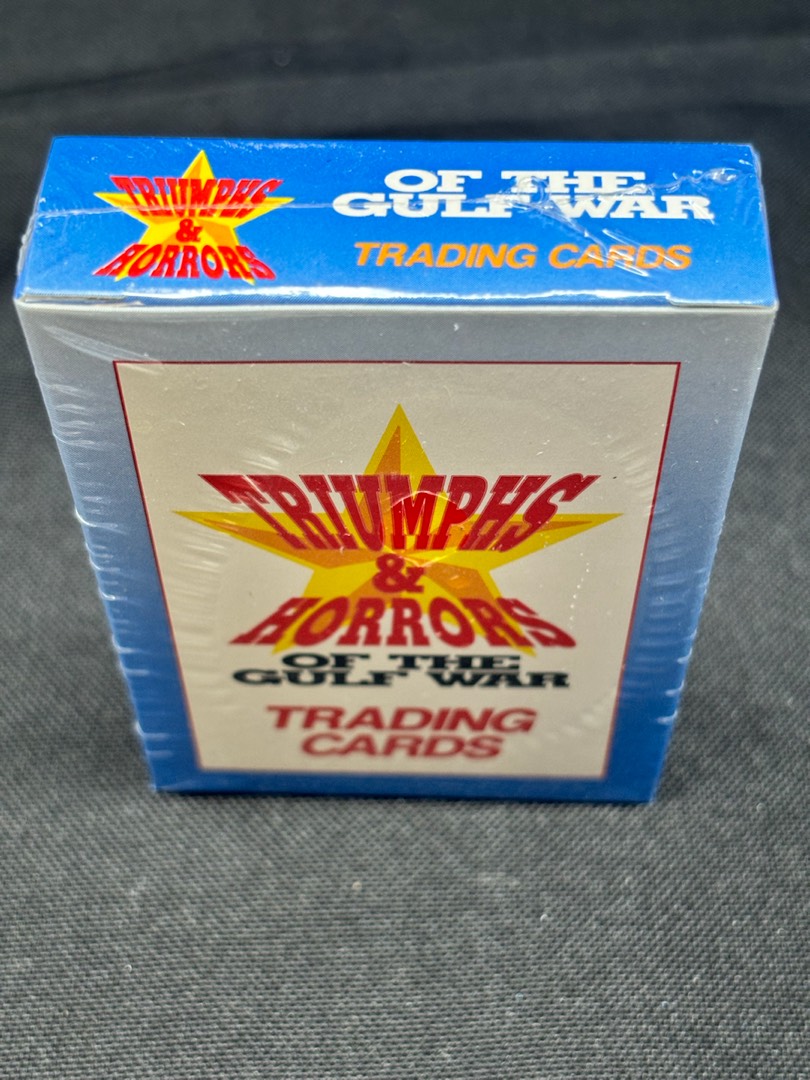 TRIUMPHS
&
HORRORS
OF THE
GULF WAR
TRADING CARDS
TRIUMPHS
&
HORRORS
OF THE
GULF WAR
TRADING
CARDS